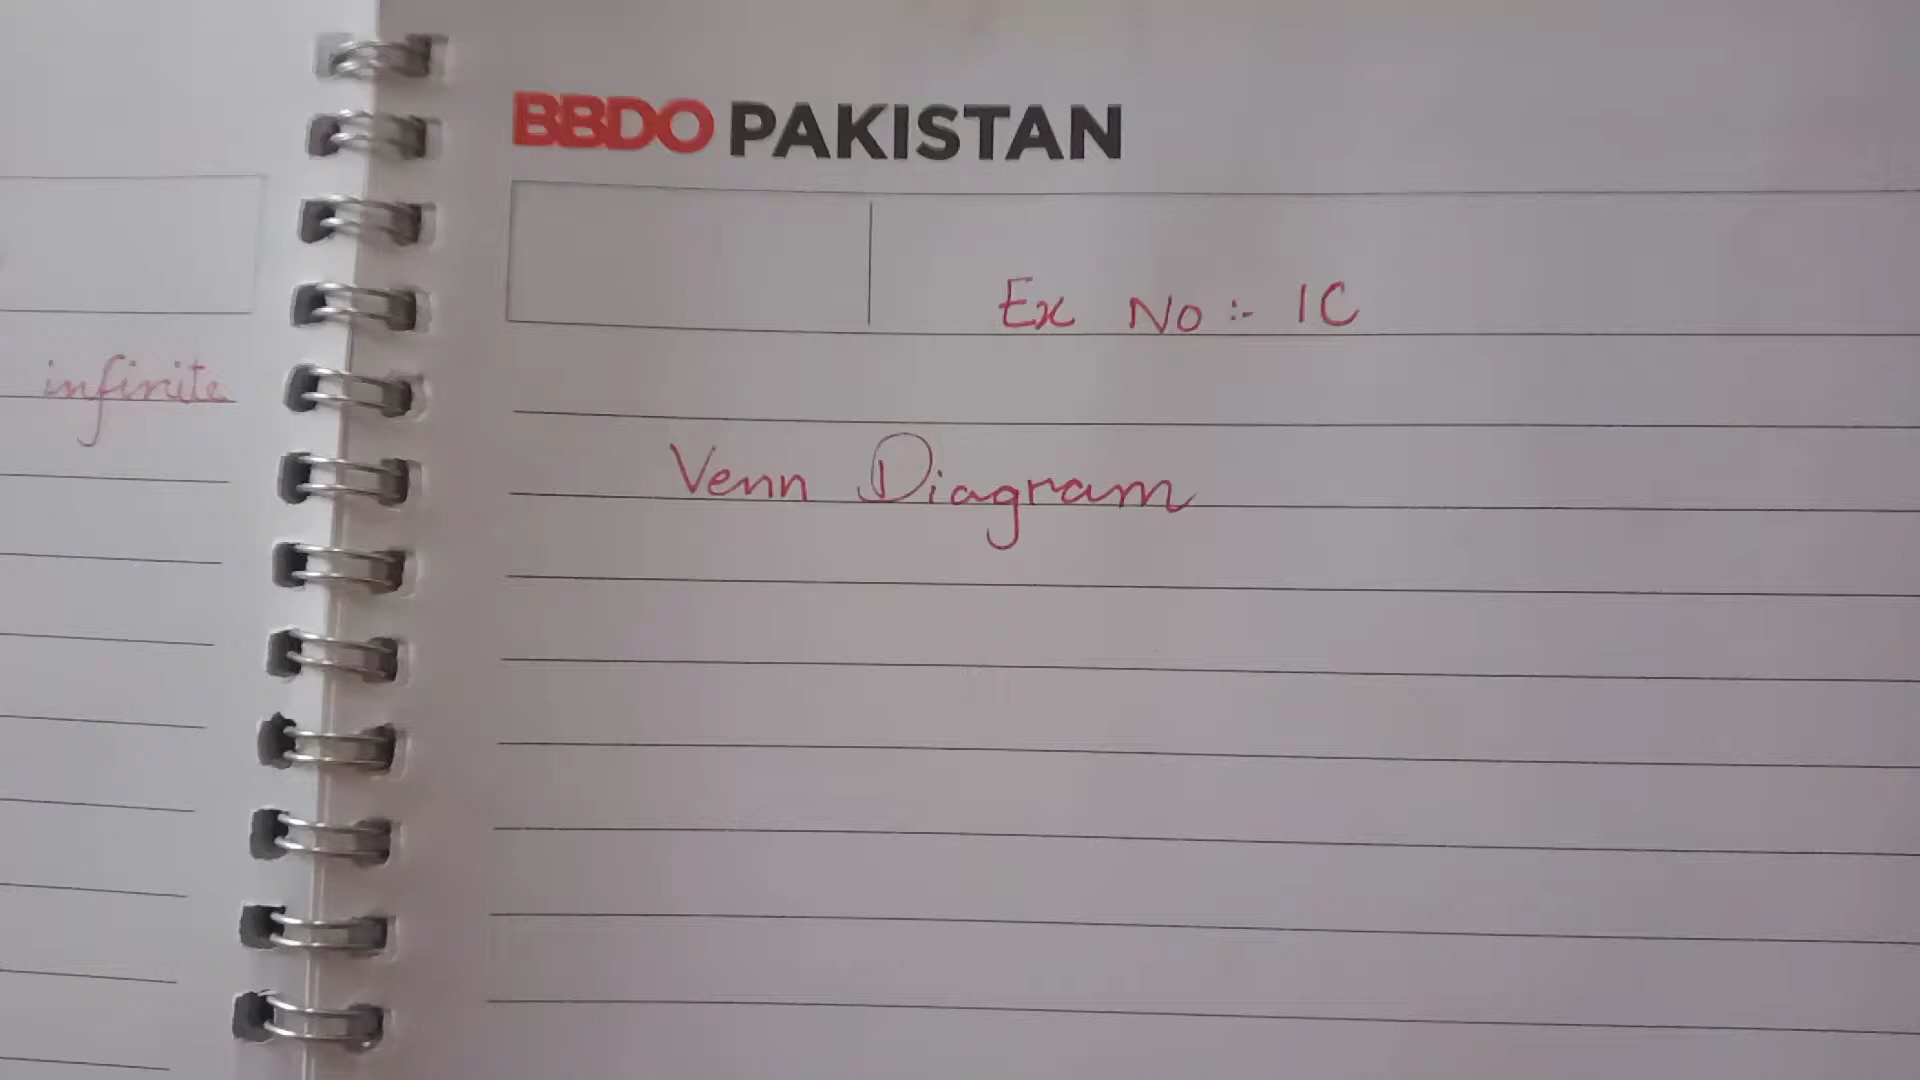 BBDO PAKISTAN
Ex No :- 1C
infinite
Venn Diagram